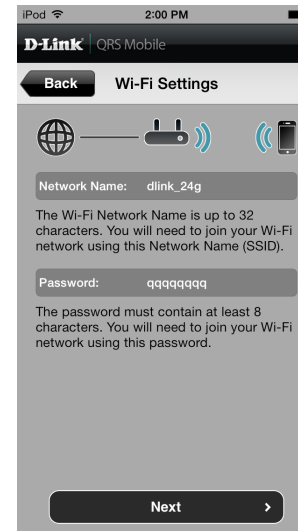 iPod 2:00 PM
D-Link QRS Mobile
Back Wi-Fi Settings
Network Name: dlink_24g
The Wi-Fi Network Name is up to 32
characters. You will need to join your Wi-Fi
network using this Network Name (SSID).
Password: qqqqqqqq
The password must contain at least 8
characters. You will need to join your Wi-Fi
network using this password.
Next